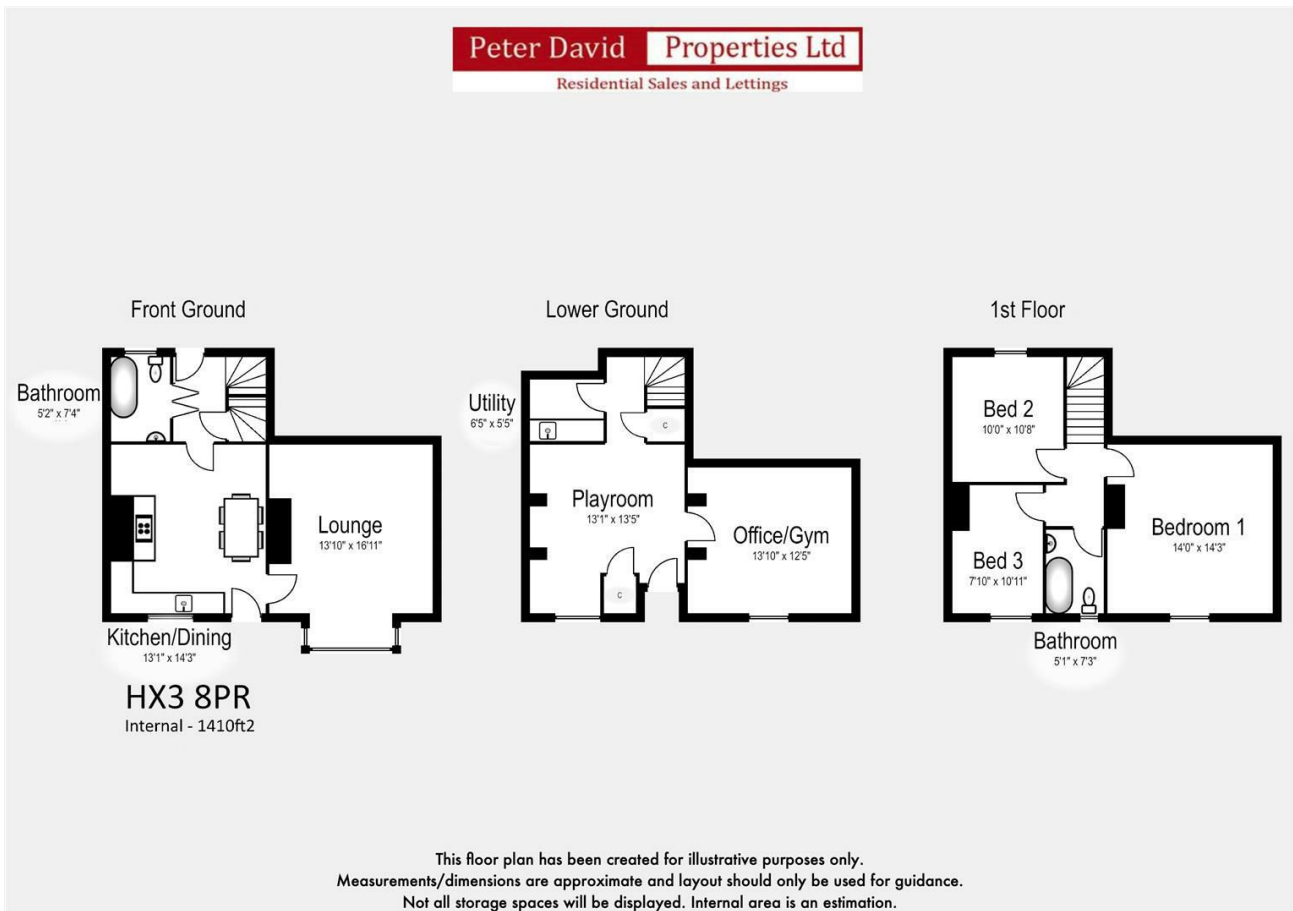 Peter David Properties Ltd
Residential Sales and Lettings
Front Ground
Bathroom
5'2" x 7'4"
Lounge
13'10" x 16'11"
Kitchen/Dining
13'1" x 14'3"
HX3 8PR
Internal - 1410ft2
Lower Ground
Utility
6'5" x 5'5"
C
Playroom
13'1" x 13'5"
Office/Gym
13'10" x 12'5"
C
1st Floor
Bed 2
10'0" x 10'8"
Bedroom 1
14'0" x 14'3"
Bed 3
7'10" x 10'11"
Bathroom
5'1" x 7'3"
This floor plan has been created for illustrative purposes only.
Measurements/dimensions are approximate and layout should only be used for guidance.
Not all storage spaces will be displayed. Internal area is an estimation.